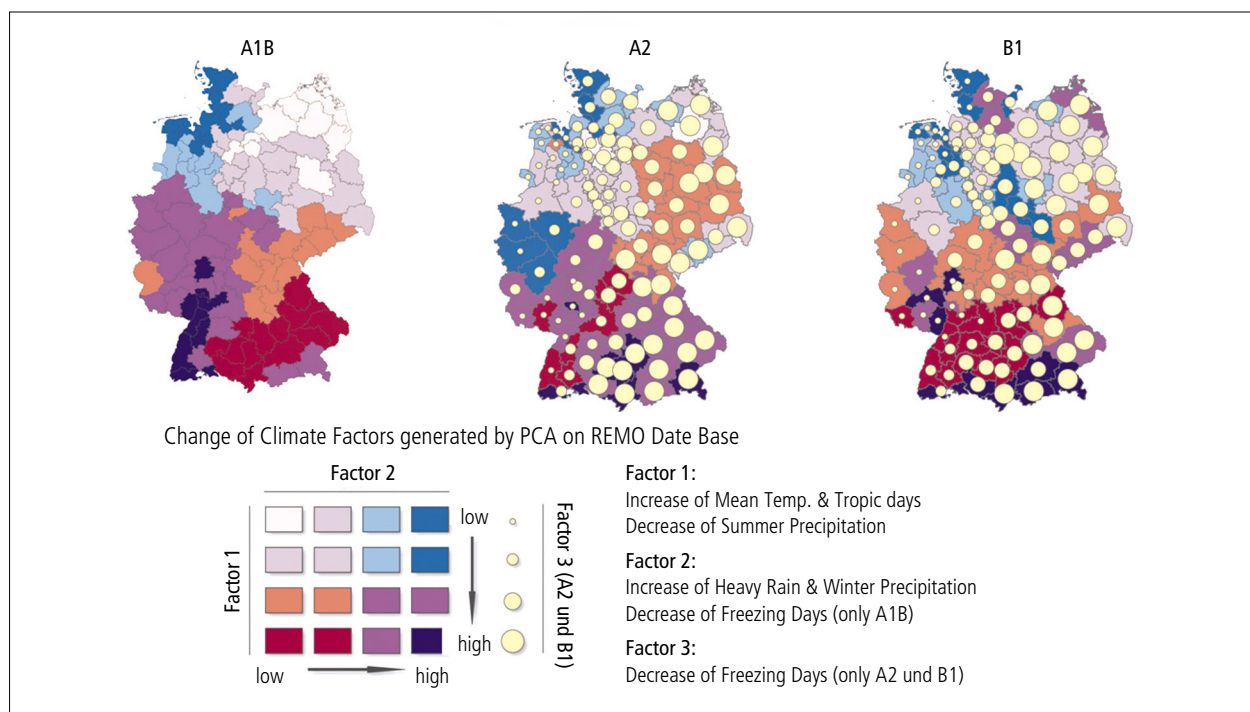 A1B
A2
B1
Change of Climate Factors generated by PCA on REMO Date Base
Factor 2
Factor 1
low
high
low
high
Factor 3 (A2 und B1)
Factor 1:
Increase of Mean Temp. & Tropic days
Decrease of Summer Precipitation
Factor 2:
Increase of Heavy Rain & Winter Precipitation
Decrease of Freezing Days (only A1B)
Factor 3:
Decrease of Freezing Days (only A2 und B1)